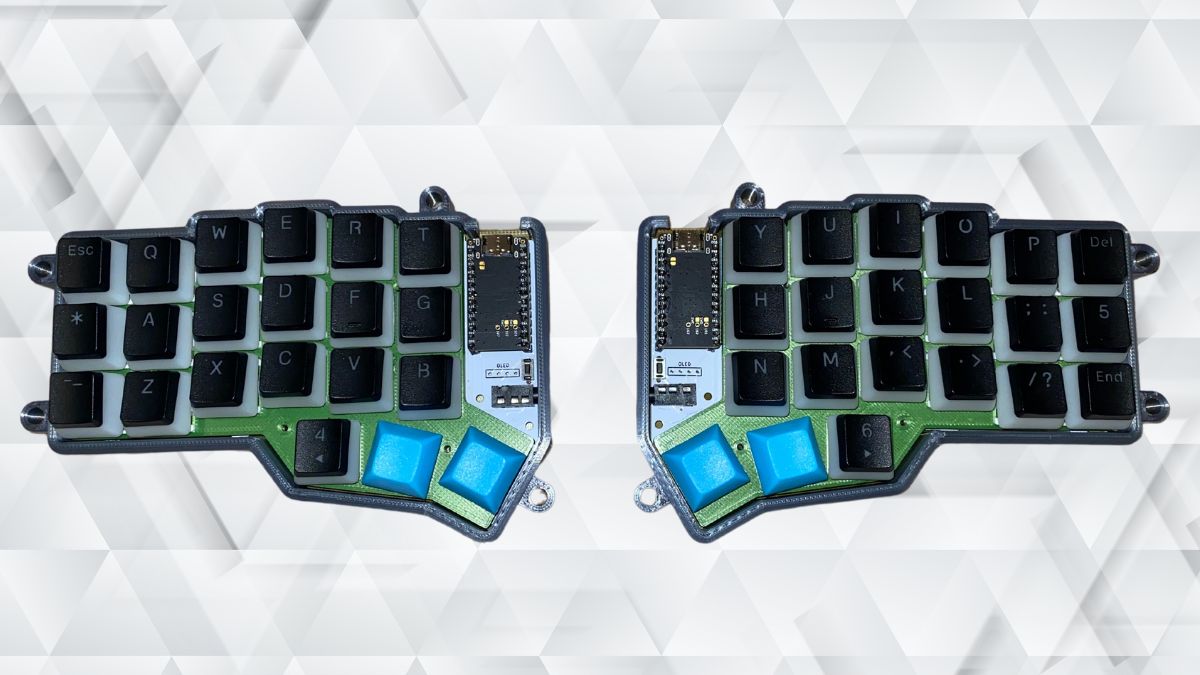 Esc Q W E R T
* A S D F G
Z X C V B
OLED
4 ◄
Y U I O P Del
H J K L ; : 5
N M , < . > / ? End
OLED
6 ►